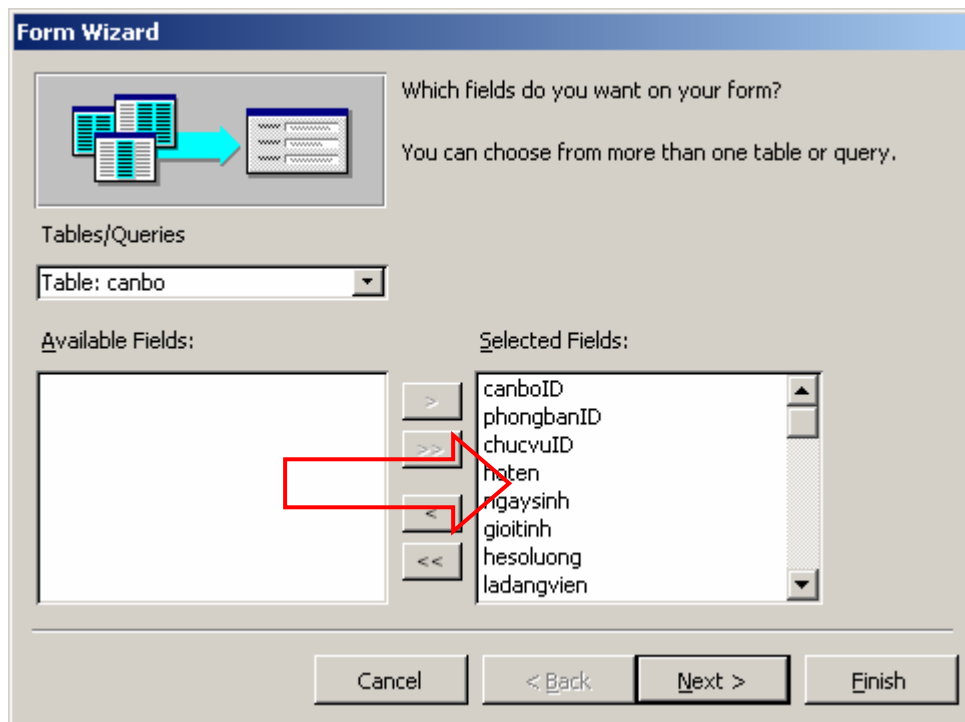 Form Wizard
Which fields do you want on your form?
You can choose from more than one table or query.
Tables/Queries
Table: canbo
Available Fields:
Selected Fields:
>
>>
<
<<
canboID
phongbanID
chucvuID
hoten
ngaysinh
gioitinh
hesoluong
ladangvien
Cancel
< Back
Next >
Finish